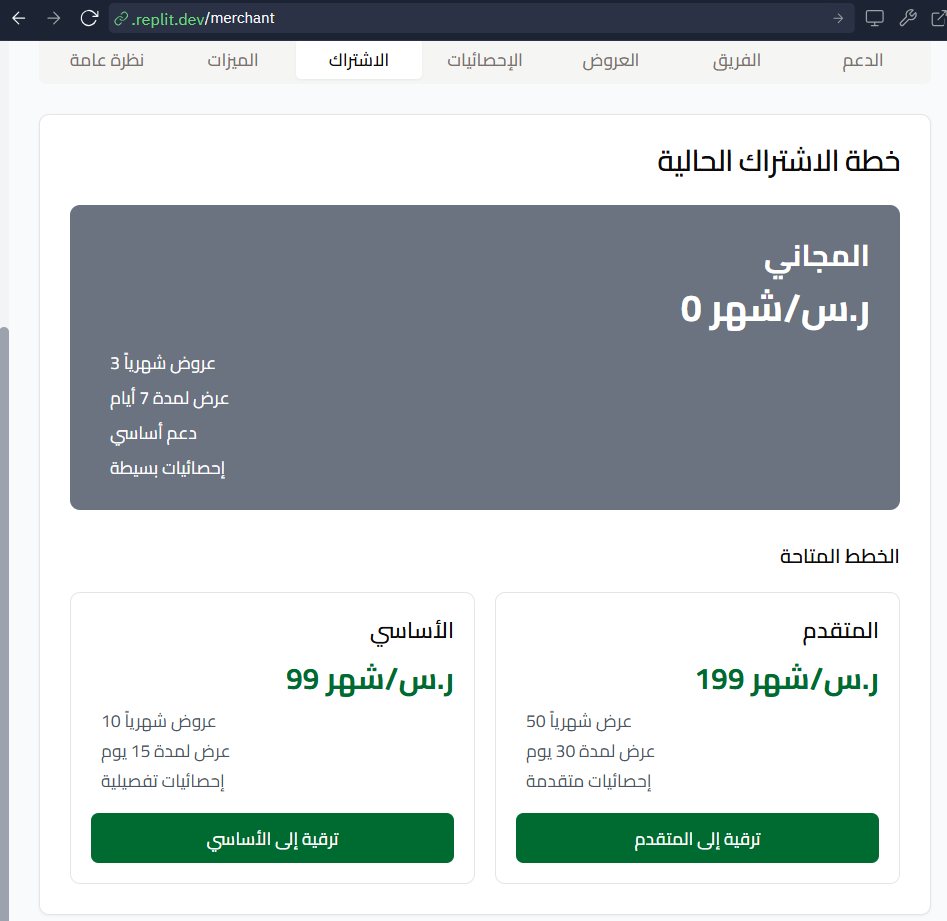 .replit.dev/merchant
نظرة عامة
الميزات
الاشتراك
الإحصائيات
العروض
الفريق
الدعم
خطة الاشتراك الحالية
المجاني
ر.س/شهر 0
عروض شهرياً 3
عرض لمدة 7 أيام
دعم أساسي
إحصائيات بسيطة
الخطط المتاحة
المتقدم
ر.س/شهر 199
عرض شهرياً 50
عرض لمدة 30 يوم
إحصائيات متقدمة
ترقية إلى المتقدم
الأساسي
ر.س/شهر 99
عروض شهرياً 10
عرض لمدة 15 يوم
إحصائيات تفصيلية
ترقية إلى الأساسي